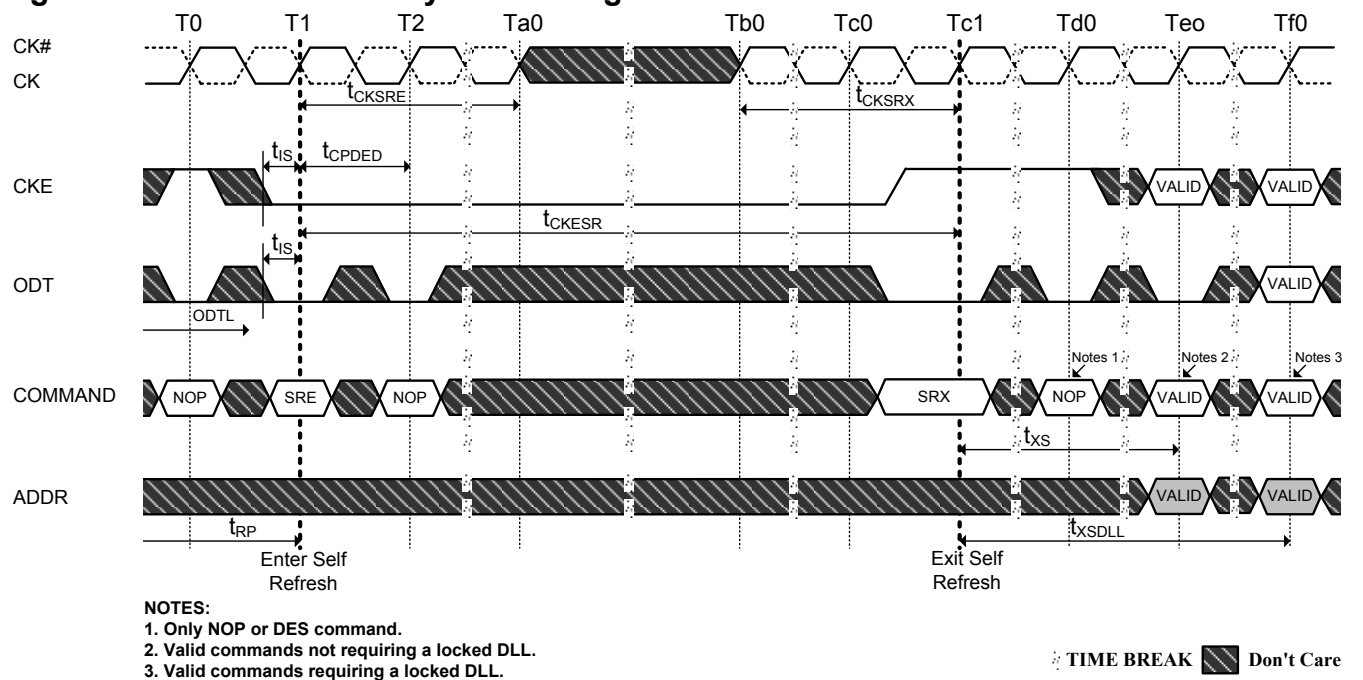 T0 T1 T2 Ta0 Tb0 Tc0 Tc1 Td0 Teo Tf0
CK#
CK
tCKSRE tCKSRX
tIS tCPDED
CKE VALID VALID
tCKESR
tIS
ODT VALID
ODTL
Notes 1 Notes 2 Notes 3
COMMAND NOP SRE NOP SRX NOP VALID VALID
tXS
ADDR VALID VALID
tRP tXSDLL
Enter Self Refresh
Exit Self Refresh
NOTES:
1. Only NOP or DES command.
2. Valid commands not requiring a locked DLL.
3. Valid commands requiring a locked DLL.
TIME BREAK Don't Care